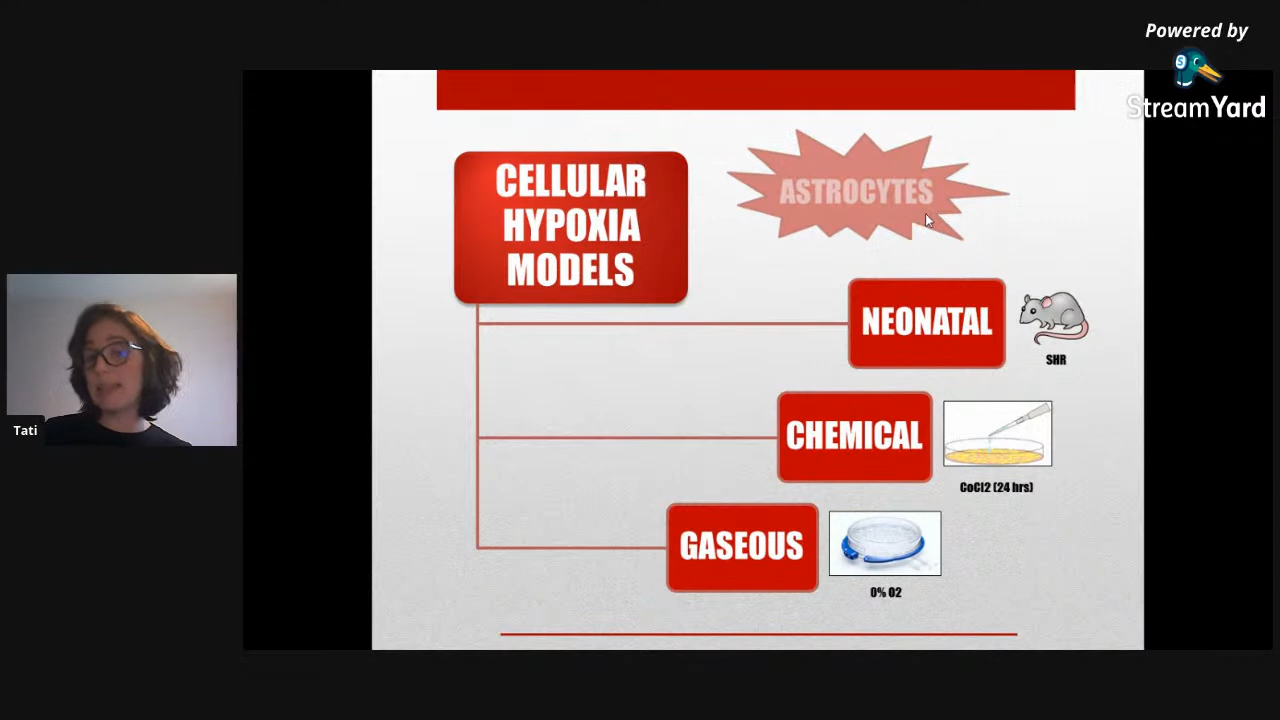 Powered by
StreamYard
CELLULAR
HYPOXIA
MODELS
ASTROCYTES
NEONATAL
SHR
CHEMICAL
CoCl2 (24 hrs)
GASEOUS
0% O2
Tati